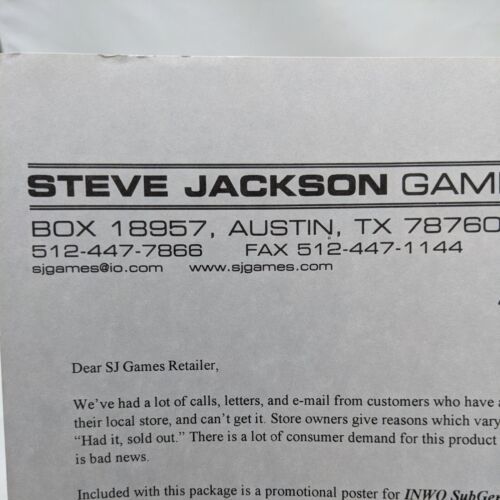 STEVE JACKSON GAM
BOX 18957, AUSTIN, TX 78760
512-447-7866 FAX 512-447-1144
sjgames@io.com www.sjgames.com
Dear SJ Games Retailer,
We've had a lot of calls, letters, and e-mail from customers who have a
their local store, and can't get it. Store owners give reasons which vary
"Had it, sold out." There is a lot of consumer demand for this product
is bad news.
Included with this package is a promotional poster for INWO SubGe